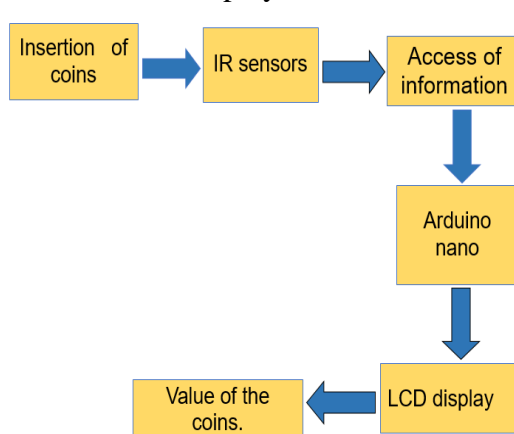 Insertion of
coins
IR sensors
Access of
information
Arduino
nano
LCD display
Value of the
coins.